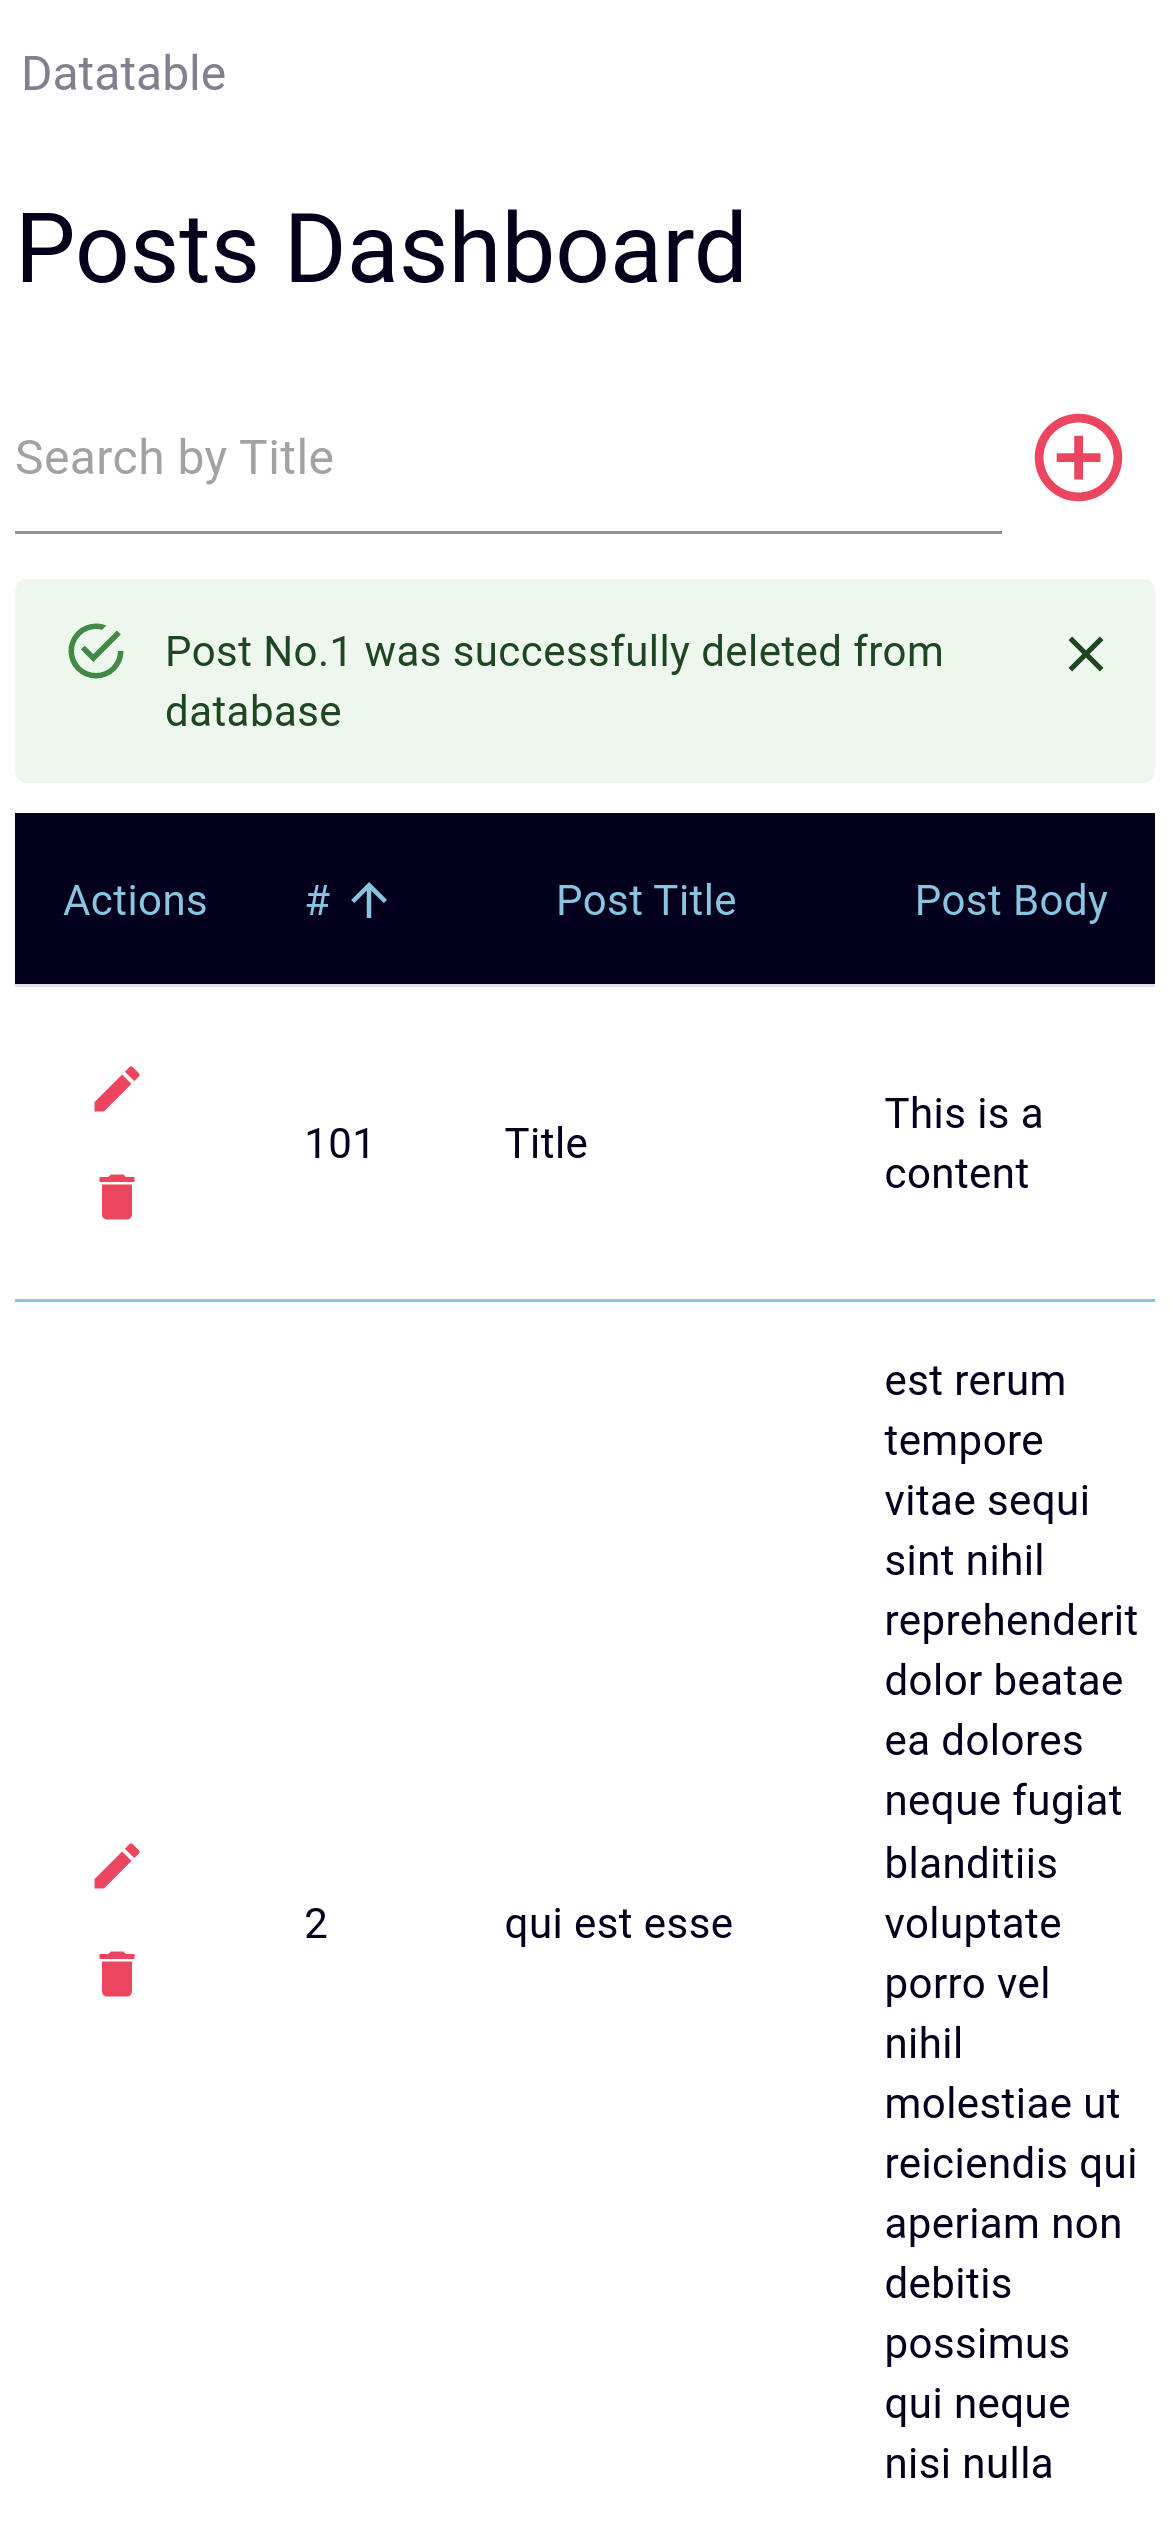 Datatable
Posts Dashboard
Search by Title
Post No.1 was successfully deleted from
database
Actions # Post Title Post Body
101 Title This is a
content
2 qui est esse est rerum
tempore
vitae sequi
sint nihil
reprehenderit
dolor beatae
ea dolores
neque fugiat
blanditiis
voluptate
porro vel
nihil
molestiae ut
reiciendis qui
aperiam non
debitis
possimus
qui neque
nisi nulla